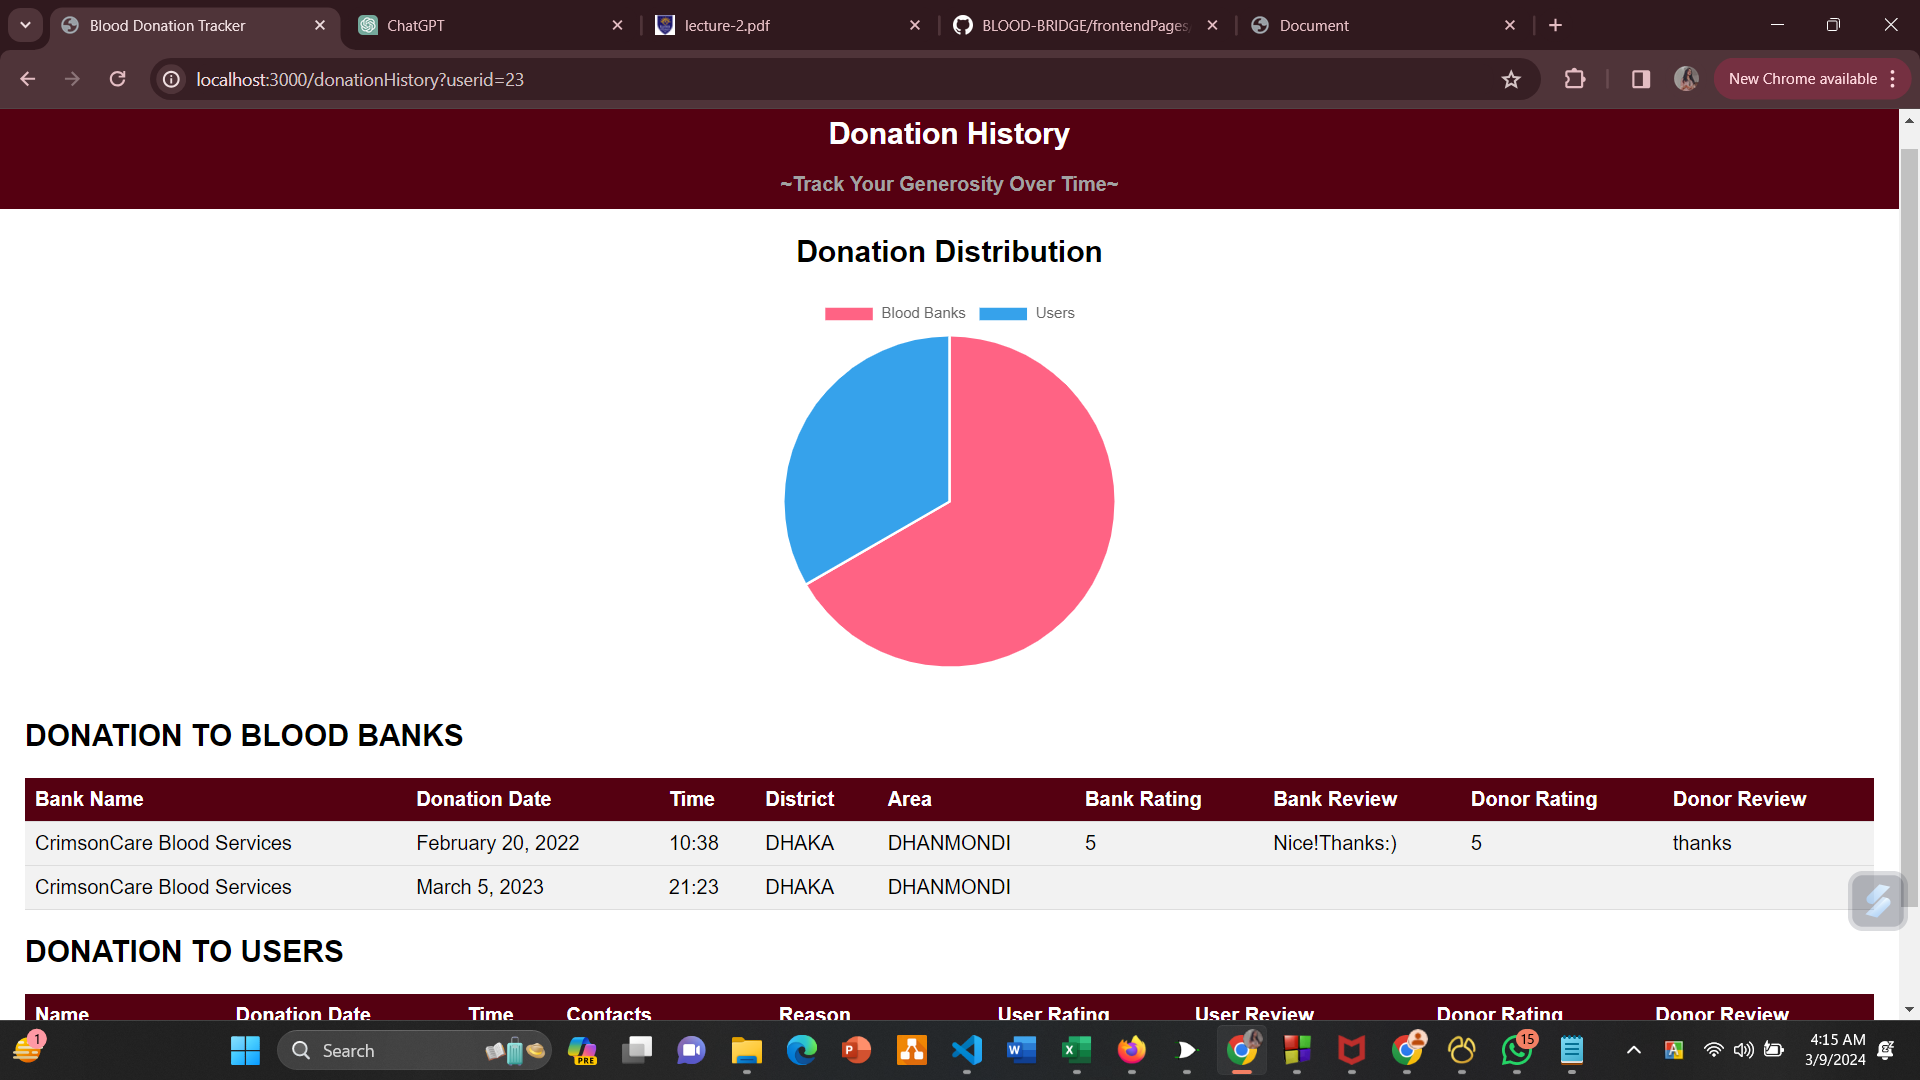 Blood Donation Tracker
ChatGPT
lecture-2.pdf
BLOOD-BRIDGE/frontendPages
Document
localhost:3000/donationHistory?userid=23
New Chrome available
Donation History
~Track Your Generosity Over Time~
Donation Distribution
Blood Banks Users
DONATION TO BLOOD BANKS
Bank Name Donation Date Time District Area Bank Rating Bank Review Donor Rating Donor Review
CrimsonCare Blood Services February 20, 2022 10:38 DHAKA DHANMONDI 5 Nice!Thanks:) 5 thanks
CrimsonCare Blood Services March 5, 2023 21:23 DHAKA DHANMONDI
DONATION TO USERS
Name Donation Date Time Contacts Reason User Rating User Review Donor Rating Donor Review
1
Search
PRE
P
W
X
15
A
4:15 AM
3/9/2024